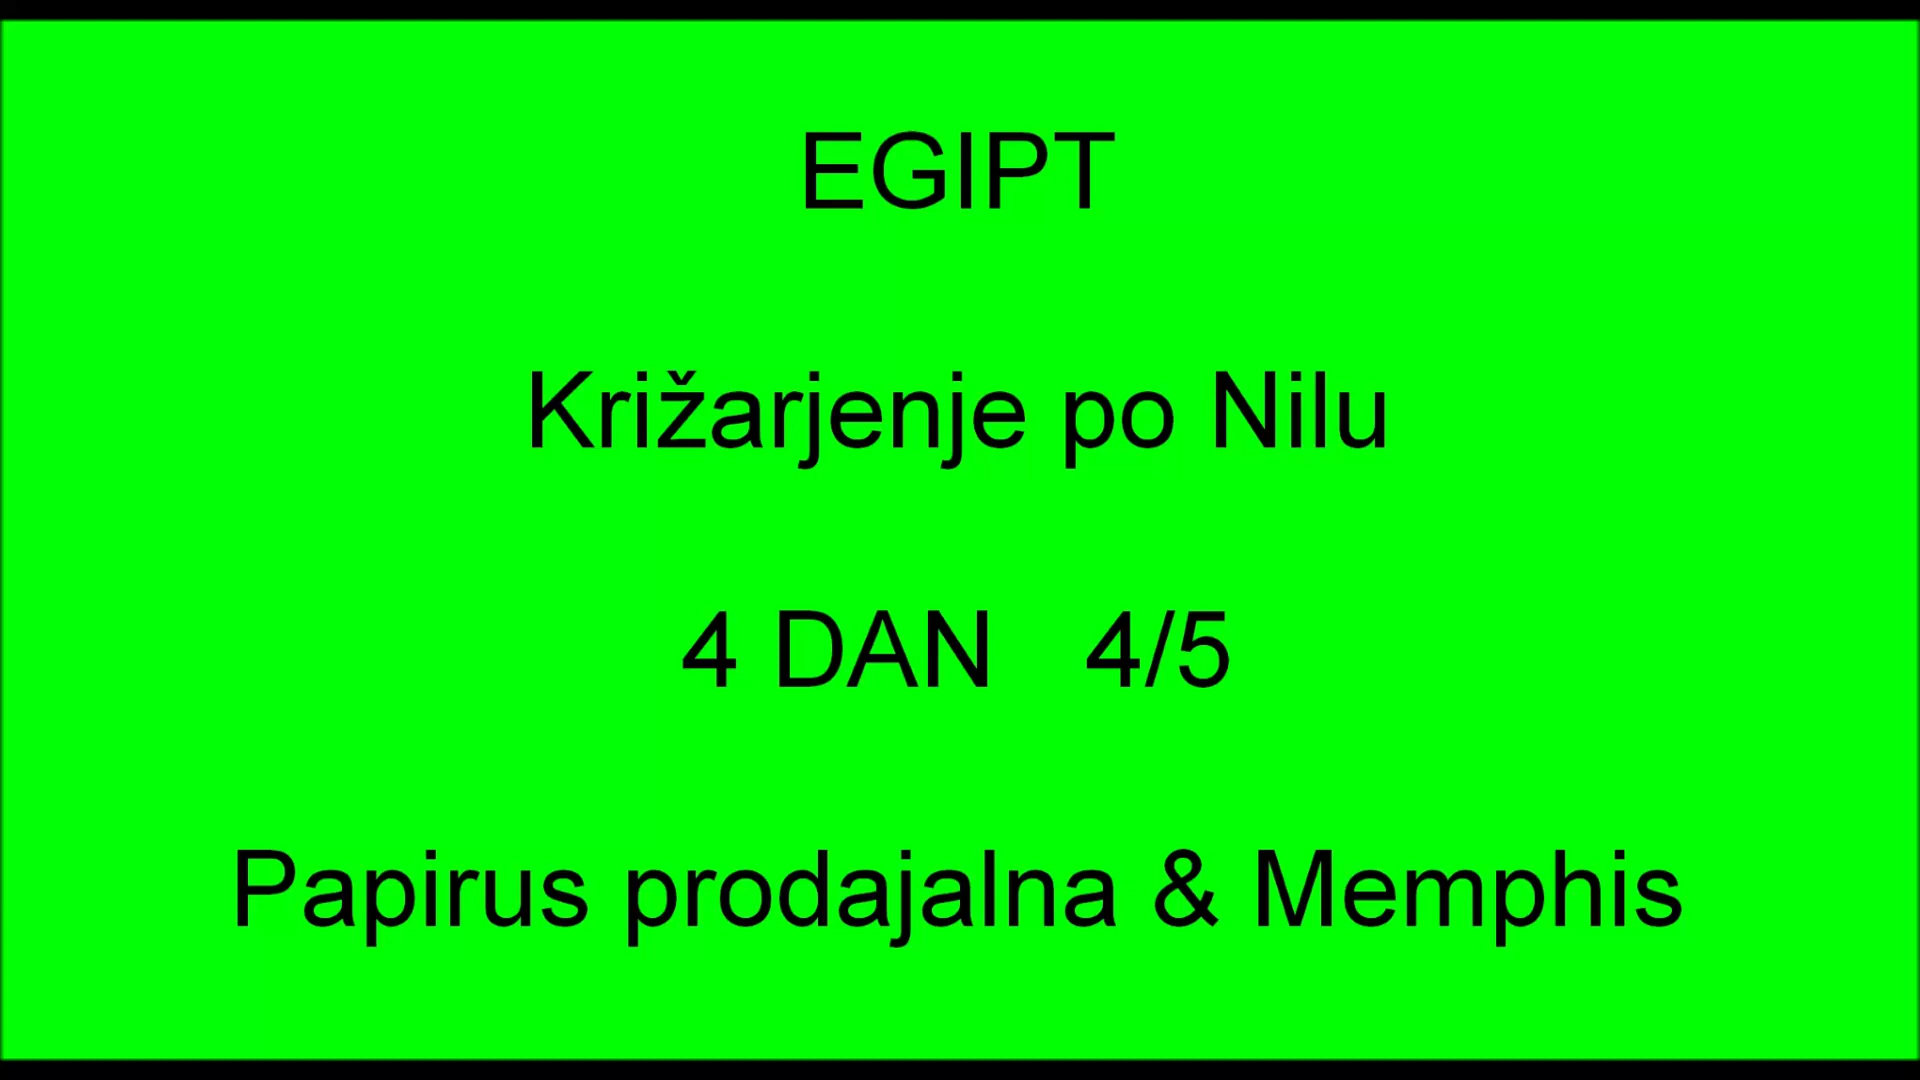 EGIPT
Križarjenje po Nilu
4 DAN   4/5
Papirus prodajalna & Memphis